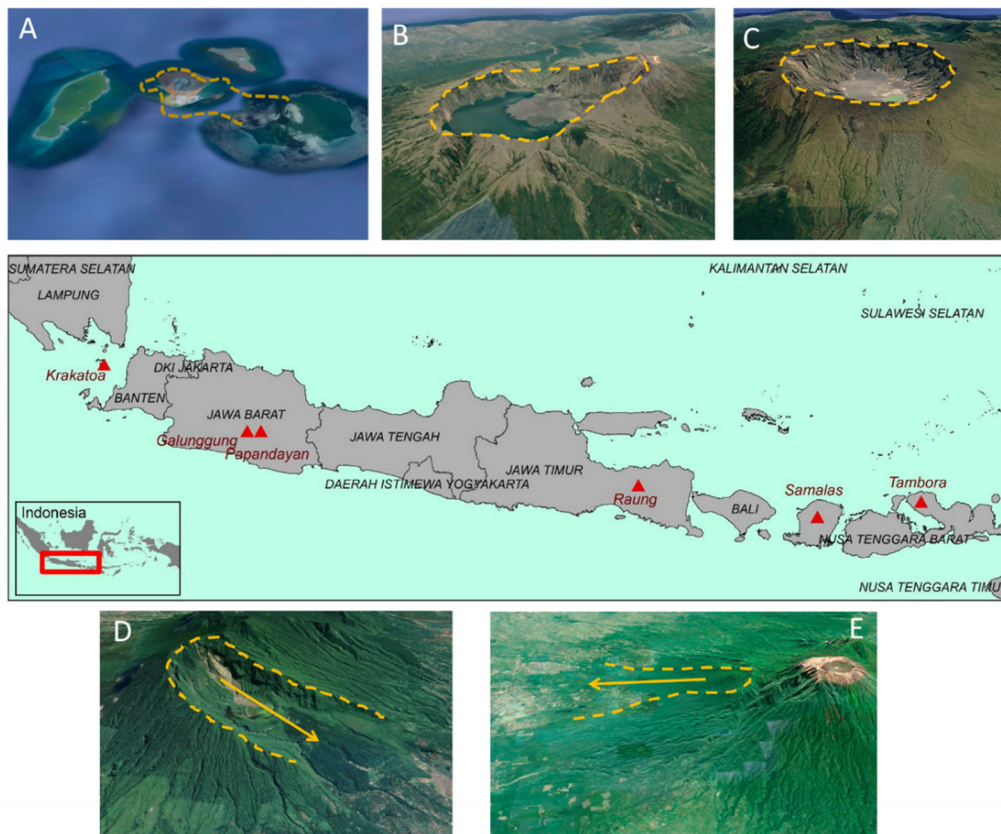 A
B
C
SUMATERA SELATAN
KALIMANTAN SELATAN
LAMPUNG
SULAWESI SELATAN
Krakatoa
DKI JAKARTA
BANTEN
JAWA BARAT
Galunggung
Papandayan
JAWA TENGAH
JAWA TIMUR
DAERAH ISTIMEWA YOGYAKARTA
Raung
BALI
Samalas
Tambora
NUSA TENGGARA BARAT
Indonesia
NUSA TENGGARA TIMU
D
E